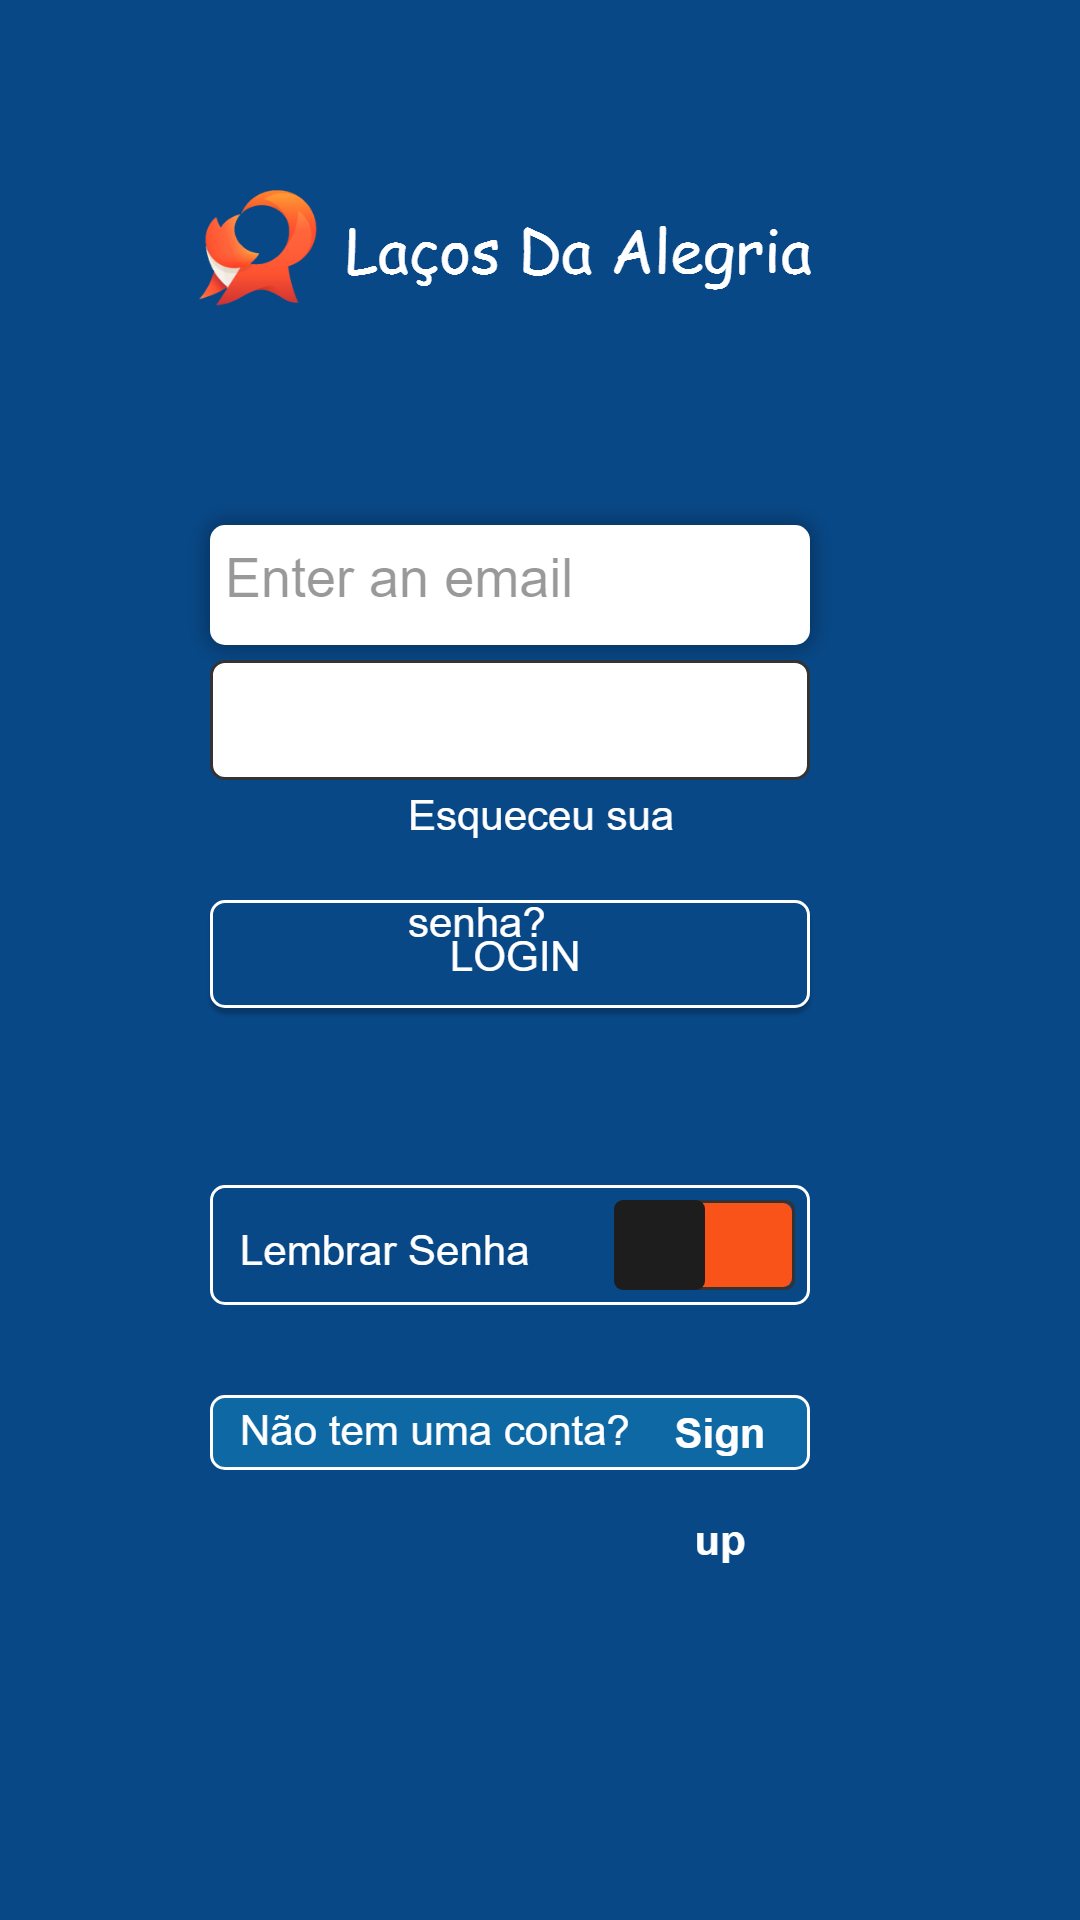 Laços Da Alegria
Enter an email
Esqueceu sua
senha?
LOGIN
Lembrar Senha
Não tem uma conta? Sign
up